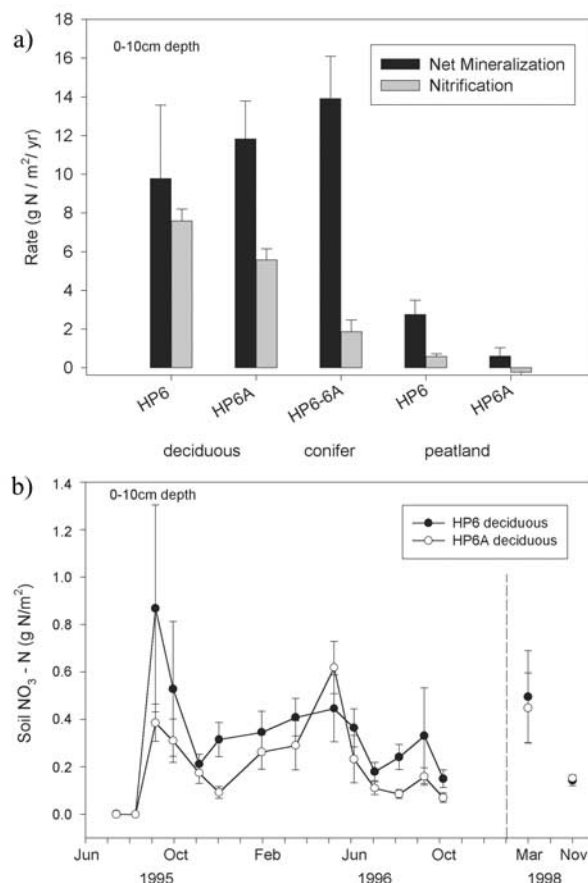 a)
0-10cm depth
Net Mineralization
Nitrification
Rate (g N / m²/ yr)
18
16
14
12
10
8
6
4
2
0
HP6 HP6A HP6-6A HP6 HP6A
deciduous conifer peatland
b)
0-10cm depth
HP6 deciduous
HP6A deciduous
Soil NO₃ - N (g N/m²)
1.4
1.2
1.0
0.8
0.6
0.4
0.2
0.0
Jun Oct Feb Jun Oct Mar Nov
1995 1996 1998